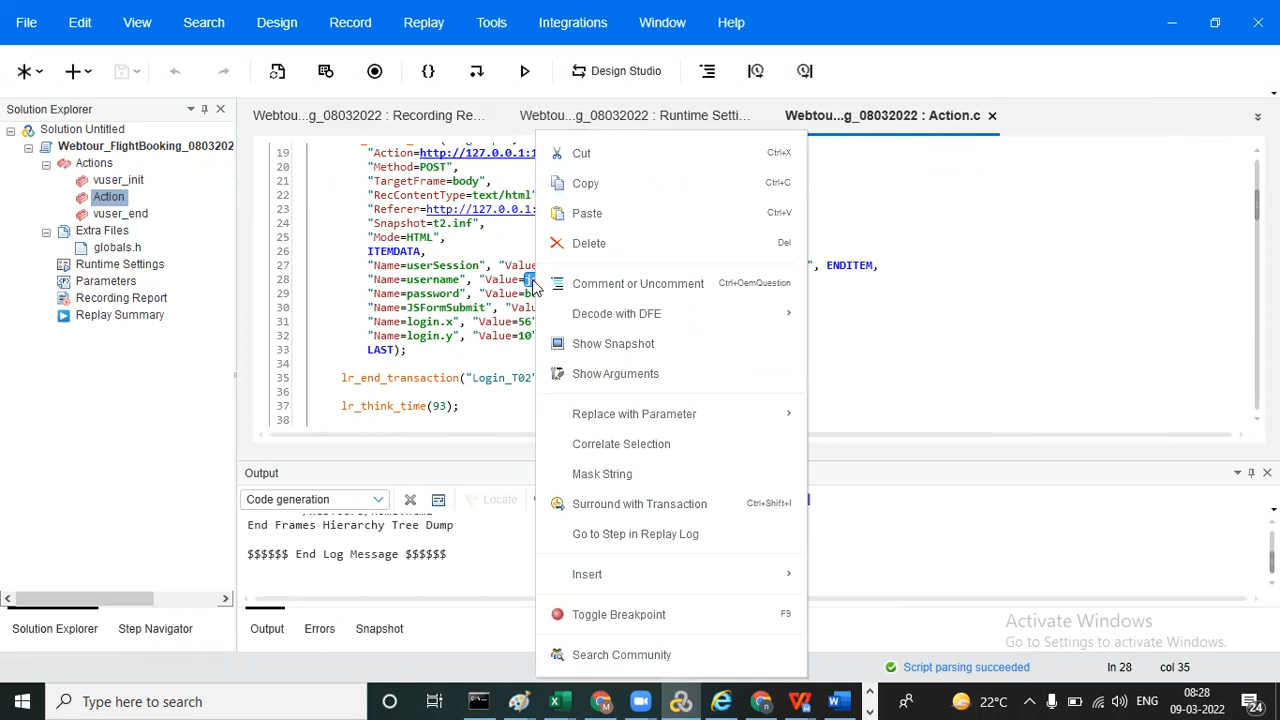 File Edit View Search Design Record Replay Tools Integrations Window Help
Design Studio
Solution Explorer
Solution Untitled
Webtour_FlightBooking_0803202
Actions
vuser_init
Action
vuser_end
Extra Files
globals.h
Runtime Settings
Parameters
Recording Report
Replay Summary
Webtou...g_08032022 : Recording Re... Webtou...g_08032022 : Runtime Setti... Webtou...g_08032022 : Action.c
19 "Action=http://127.0.0.1:1
20 "Method=POST",
21 "TargetFrame=body",
22 "RecContentType=text/html"
23 "Referer=http://127.0.0.1:
24 "Snapshot=t2.inf",
25 "Mode=HTML",
26 ITEMDATA,
27 "Name=userSession", "Value ", ENDITEM,
28 "Name=username", "Value=j
29 "Name=password", "Value=b
30 "Name=JSFormSubmit", "Valu
31 "Name=login.x", "Value=56"
32 "Name=login.y", "Value=10"
33 LAST);
34
35 lr_end_transaction("Login_T02"
36
37 lr_think_time(93);
38
Cut Ctrl+X
Copy Ctrl+C
Paste Ctrl+V
Delete Del
Comment or Uncomment Ctrl+OemQuestion
Decode with DFE
Show Snapshot
Show Arguments
Replace with Parameter
Correlate Selection
Mask String
Surround with Transaction Ctrl+Shift+I
Go to Step in Replay Log
Insert
Toggle Breakpoint F9
Search Community
Output
Code generation Locate
End Frames Hierarchy Tree Dump
$$$$$$ End Log Message $$$$$$
Solution Explorer Step Navigator Output Errors Snapshot
Activate Windows
Go to Settings to activate Windows.
Script parsing succeeded ln 28 col 35
Type here to search
22°C ENG 08:28
09-03-2022
24